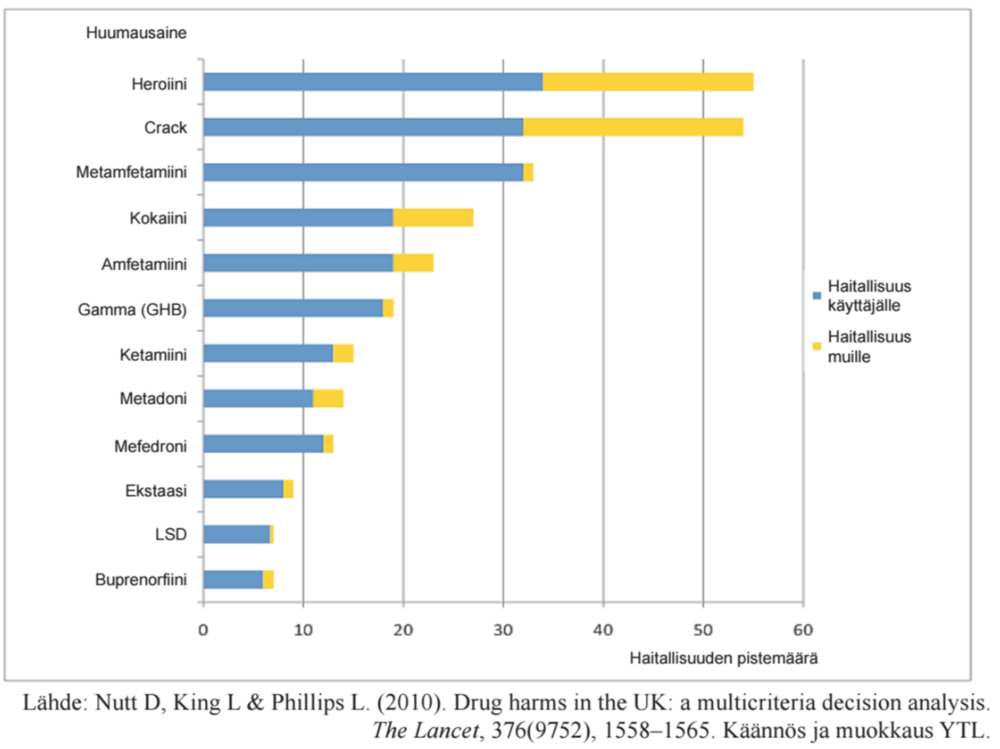 Huumausaine
Heroiini
Crack
Metamfetamiini
Kokaiini
Amfetamiini
Gamma (GHB)
Ketamiini
Metadoni
Mefedroni
Ekstaasi
LSD
Buprenorfiini
0 10 20 30 40 50 60
Haitallisuuden pistemäärä
Haitallisuus
käyttäjälle
Haitallisuus
muille
Lähde: Nutt D, King L & Phillips L. (2010). Drug harms in the UK: a multicriteria decision analysis.
The Lancet, 376(9752), 1558–1565. Käännös ja muokkaus YTL.